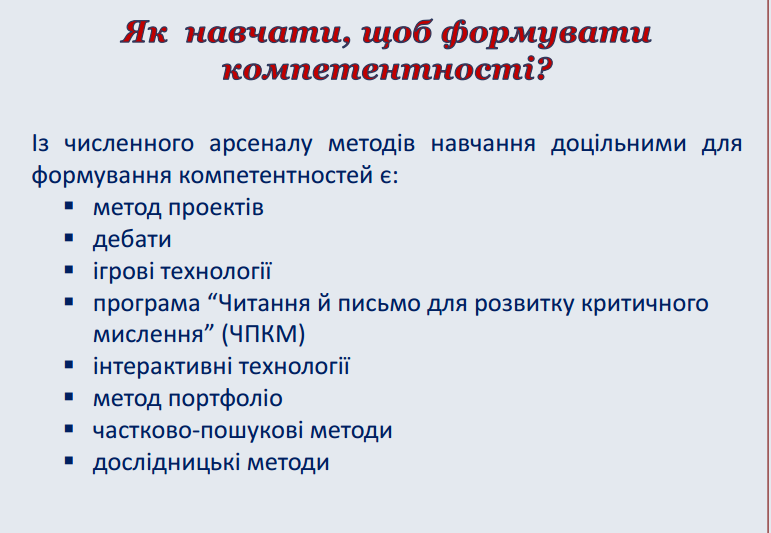 Як навчати, щоб формувати
компетентності?
Із численного арсеналу методів навчання доцільними для
формування компетентностей є:
▪ метод проектів
▪ дебати
▪ ігрові технології
▪ програма “Читання й письмо для розвитку критичного
мислення” (ЧПКМ)
▪ інтерактивні технології
▪ метод портфоліо
▪ частково-пошукові методи
▪ дослідницькі методи